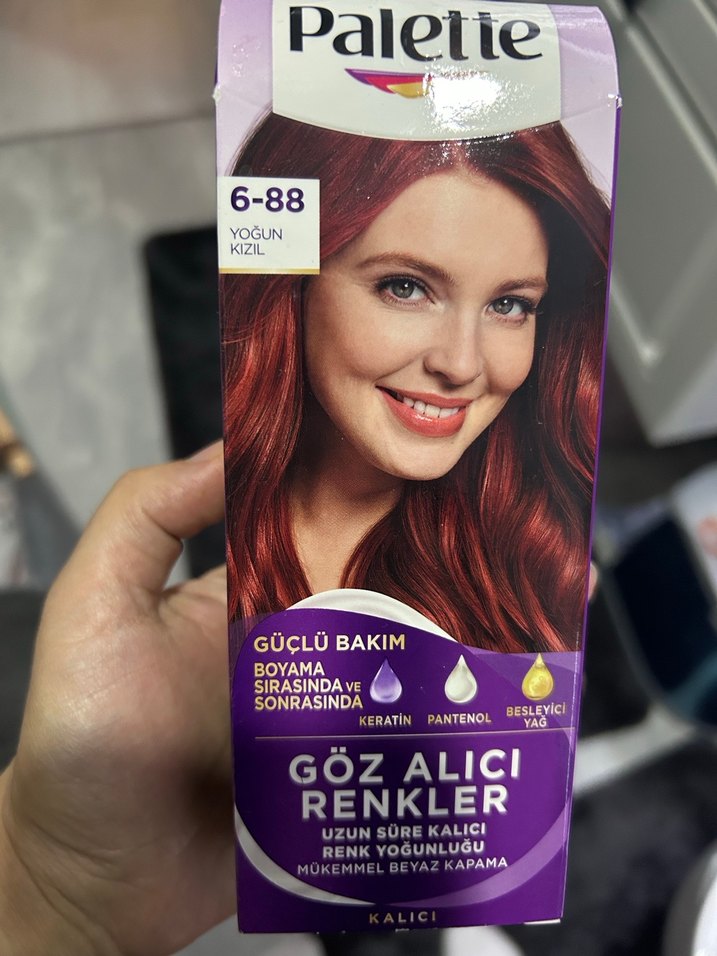 Palette
6-88
YOĞUN
KIZIL
GÜÇLÜ BAKIM
BOYAMA
SIRASINDA VE
SONRASINDA
KERATİN
PANTENOL
BESLEYİCİ
YAĞ
GÖZ ALICI
RENKLER
UZUN SÜRE KALICI
RENK YOĞUNLUĞU
MÜKEMMEL BEYAZ KAPAMA
KALICI